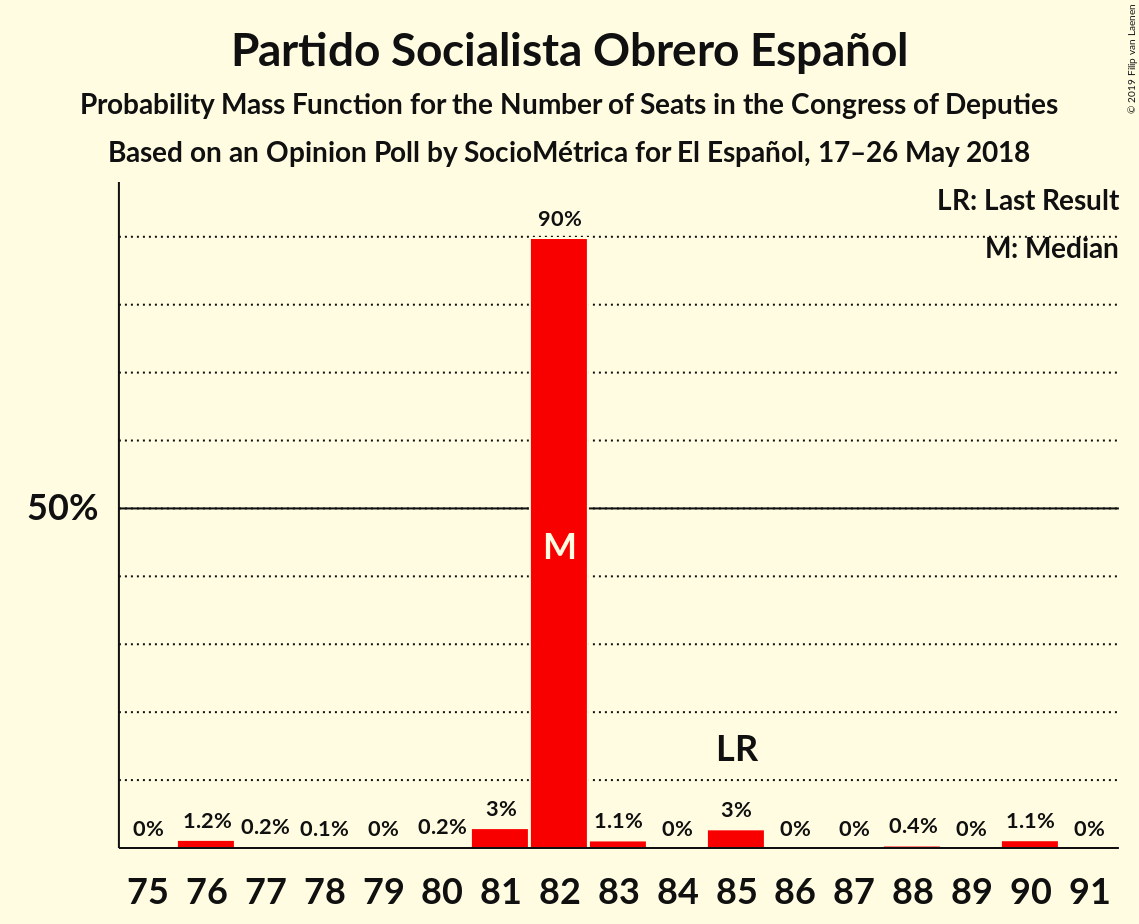 Partido Socialista Obrero Español
Probability Mass Function for the Number of Seats in the Congress of Deputies
Based on an Opinion Poll by SocioMétrica for El Español, 17–26 May 2018
© 2019 Filip van Laenen
LR: Last Result
M: Median
90%
50%
M
LR
0% 1.2% 0.2% 0.1% 0% 0.2% 3% 1.1% 0% 3% 0% 0% 0.4% 0% 1.1% 0%
75 76 77 78 79 80 81 82 83 84 85 86 87 88 89 90 91